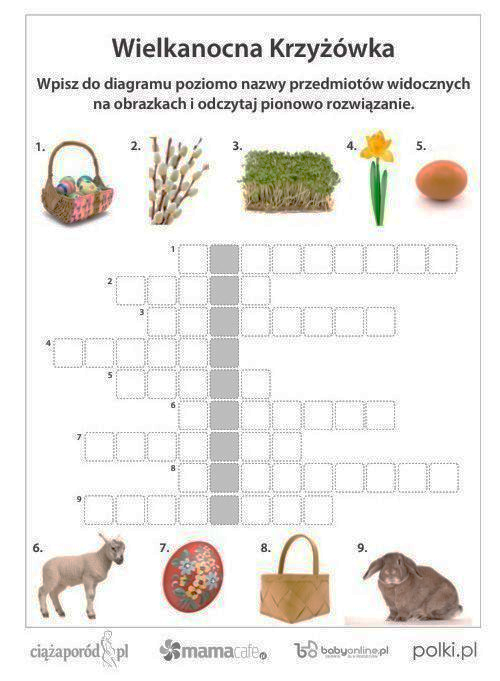 Wielkanocna Krzyżówka
Wpisz do diagramu poziomo nazwy przedmiotów widocznych
na obrazkach i odczytaj pionowo rozwiązanie.
1. 2. 3. 4. 5.
1
2
3
4
5
6
7
8
9
6. 7. 8. 9.
ciążaporód.pl mamacafe babyonline.pl polki.pl